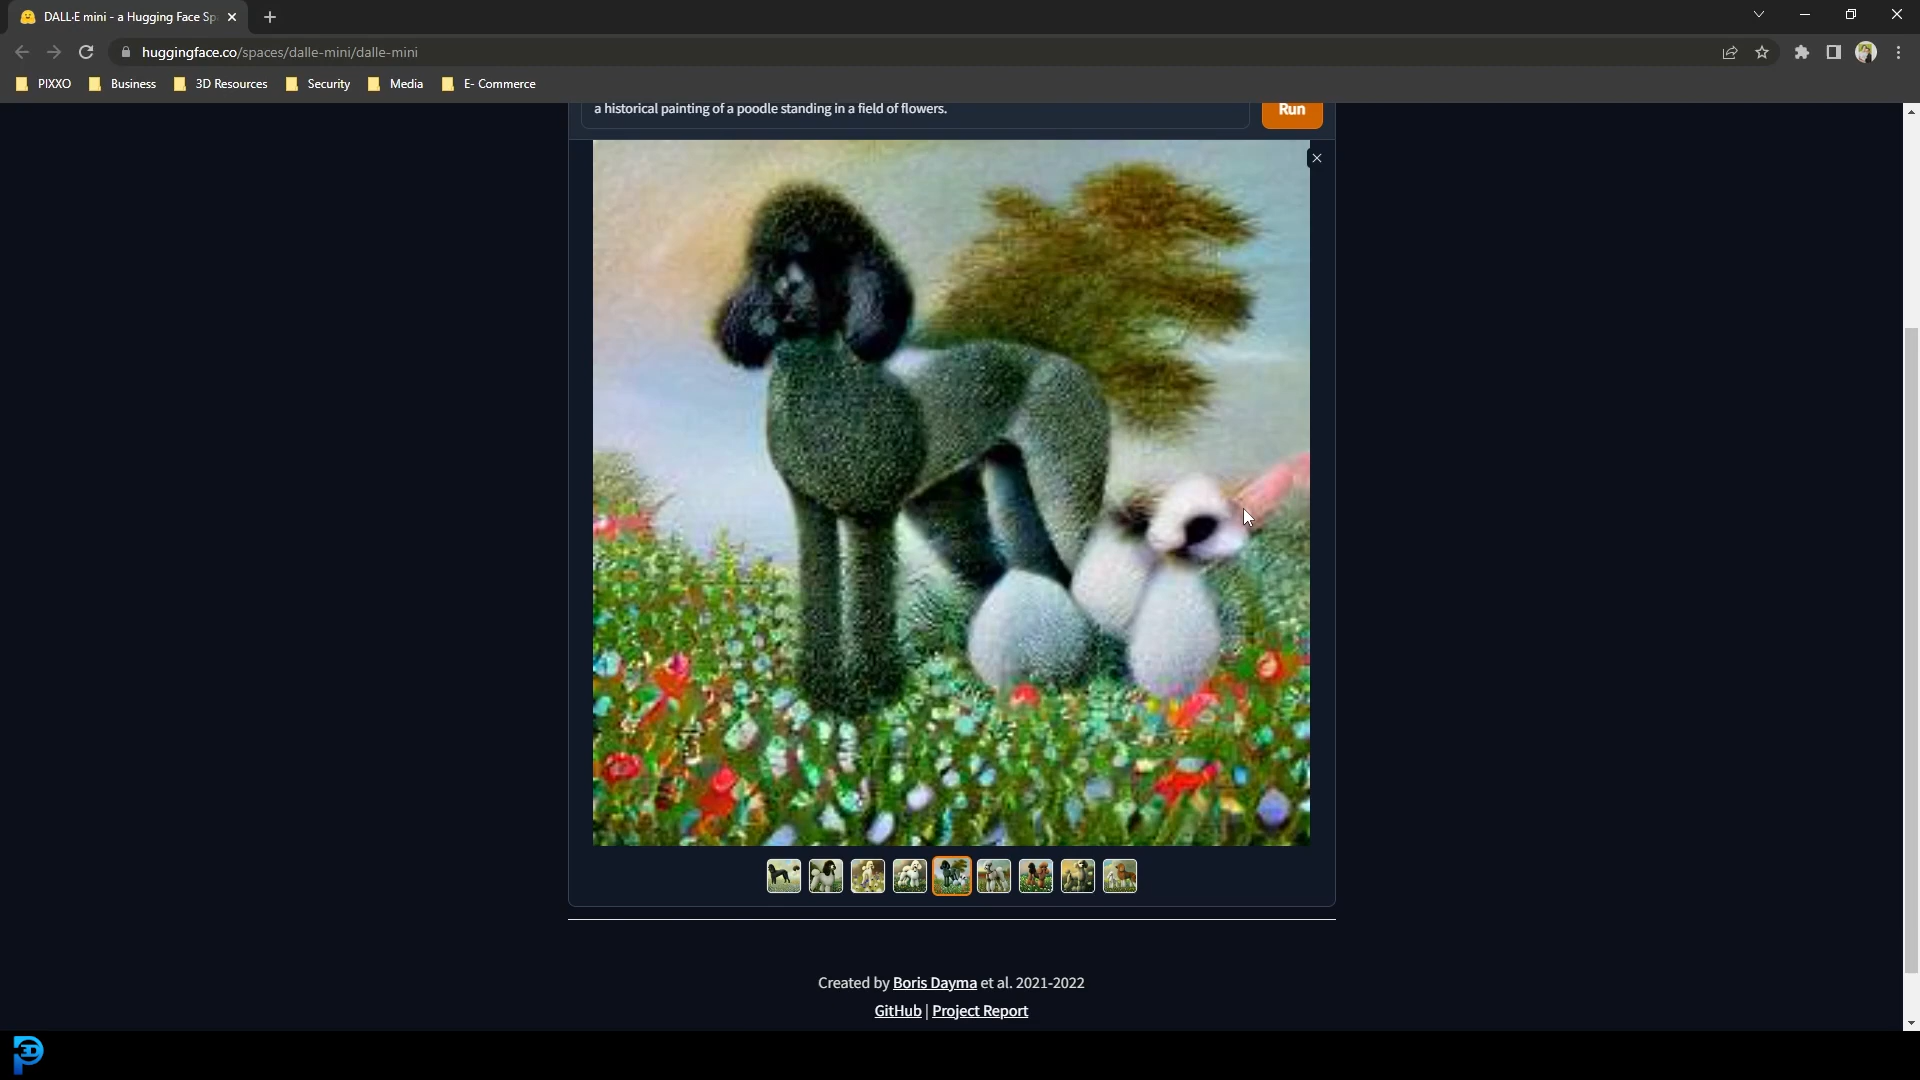 DALL·E mini - a Hugging Face Sp
huggingface.co/spaces/dalle-mini/dalle-mini
PIXXO Business 3D Resources Security Media E- Commerce
a historical painting of a poodle standing in a field of flowers.
Run
Created by Boris Dayma et al. 2021-2022
GitHub | Project Report
3D